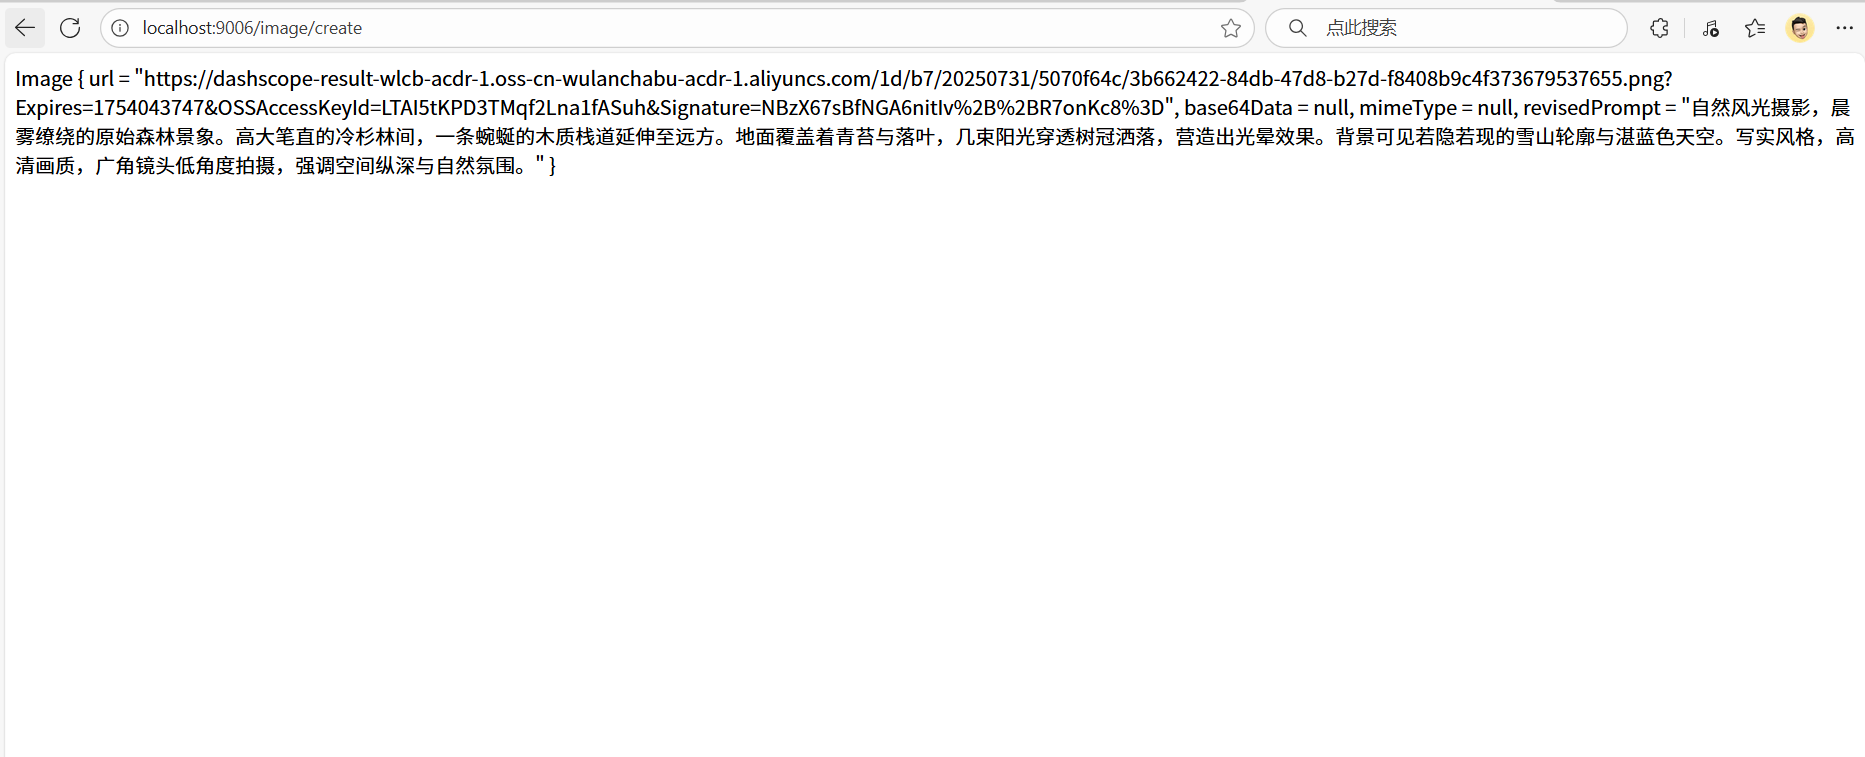 localhost:9006/image/create
点此搜索
Image { url = "https://dashscope-result-wlcb-acdr-1.oss-cn-wulanchabu-acdr-1.aliyuncs.com/1d/b7/20250731/5070f64c/3b662422-84db-47d8-b27d-f8408b9c4f373679537655.png?
Expires=1754043747&OSSAccessKeyId=LTAI5tKPD3TMqf2Lna1fASuh&Signature=NBzX67sBfNGA6nitIv%2B%2BR7onKc8%3D", base64Data = null, mimeType = null, revisedPrompt = "自然风光摄影，晨
雾缭绕的原始森林景象。高大笔直的冷杉林间，一条蜿蜒的木质栈道延伸至远方。地面覆盖着青苔与落叶，几束阳光穿透树冠洒落，营造出光晕效果。背景可见若隐若现的雪山轮廓与湛蓝色天空。写实风格，高
清画质，广角镜头低角度拍摄，强调空间纵深与自然氛围。" }